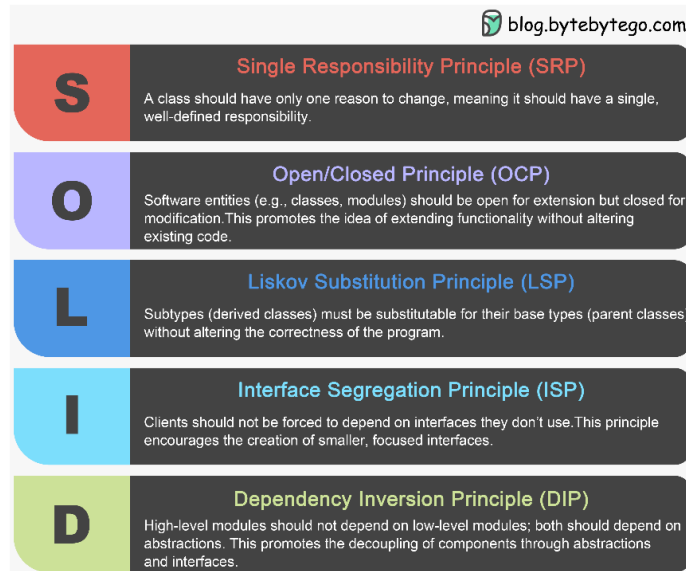 blog.bytebytego.com
S
Single Responsibility Principle (SRP)
A class should have only one reason to change, meaning it should have a single,
well-defined responsibility.
O
Open/Closed Principle (OCP)
Software entities (e.g., classes, modules) should be open for extension but closed for
modification.This promotes the idea of extending functionality without altering
existing code.
L
Liskov Substitution Principle (LSP)
Subtypes (derived classes) must be substitutable for their base types (parent classes
without altering the correctness of the program.
I
Interface Segregation Principle (ISP)
Clients should not be forced to depend on interfaces they don't use.This principle
encourages the creation of smaller, focused interfaces.
D
Dependency Inversion Principle (DIP)
High-level modules should not depend on low-level modules; both should depend on
abstractions. This promotes the decoupling of components through abstractions
and interfaces.